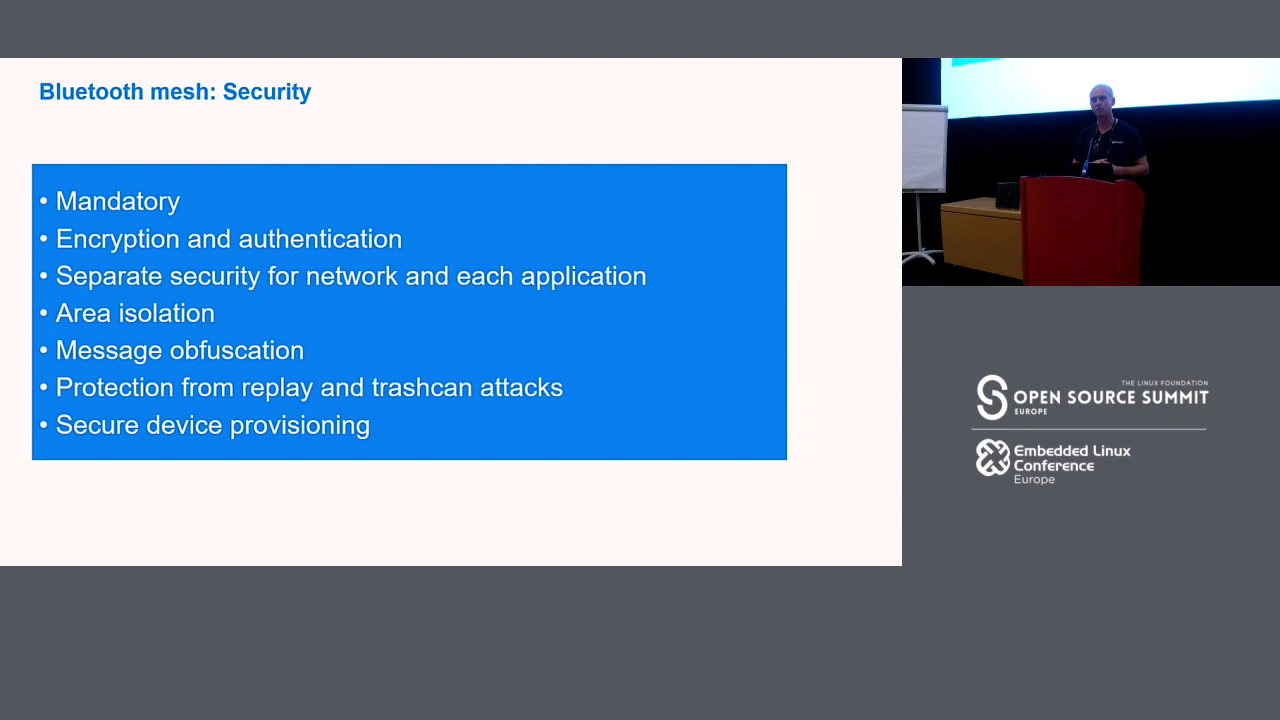 Bluetooth mesh: Security
• Mandatory
• Encryption and authentication
• Separate security for network and each application
• Area isolation
• Message obfuscation
• Protection from replay and trashcan attacks
• Secure device provisioning
THE LINUX FOUNDATION
OPEN SOURCE SUMMIT
EUROPE
Embedded Linux
Conference
Europe